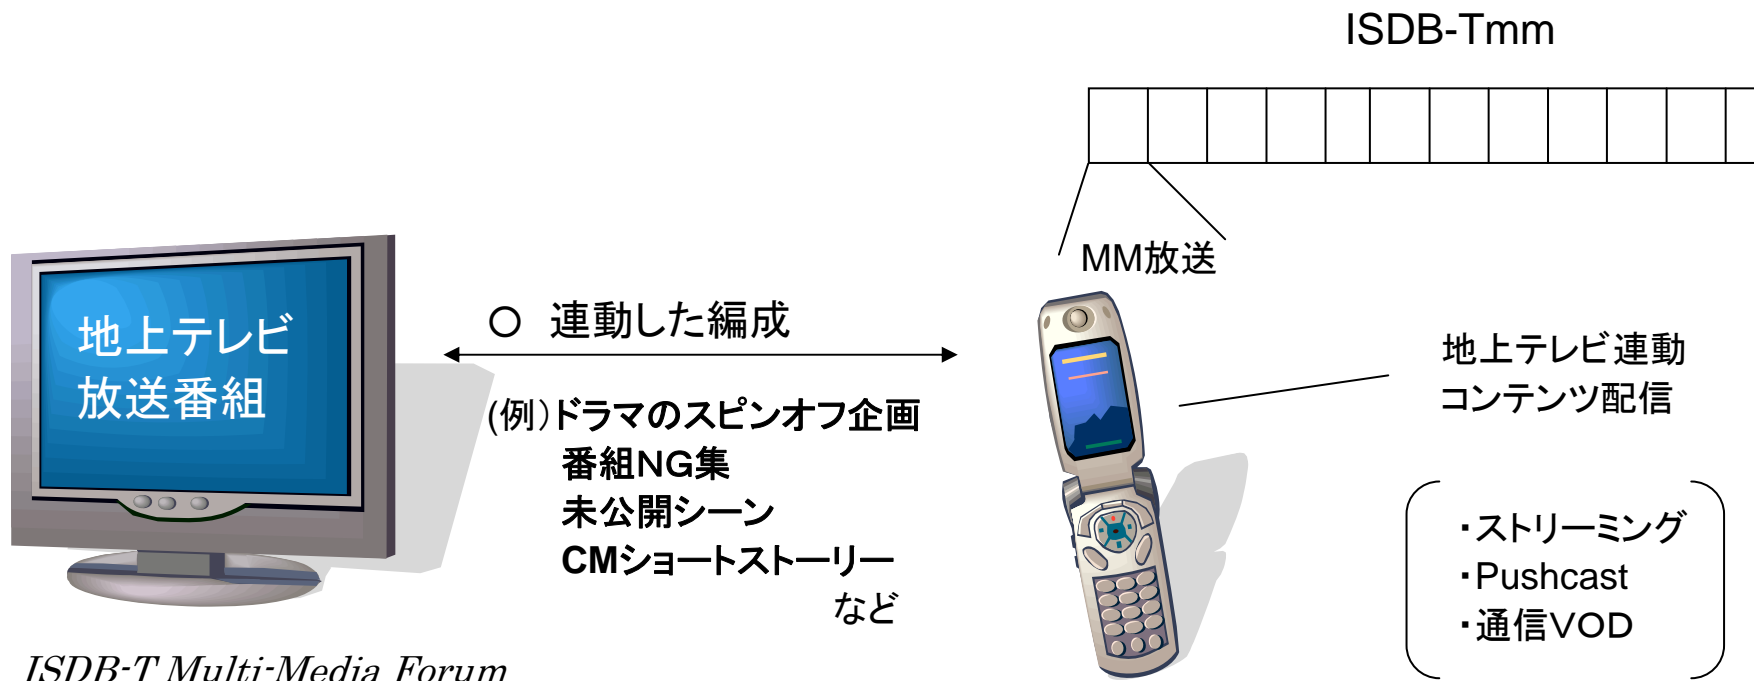 ISDB-Tmm
MM放送
地上テレビ
放送番組
○ 連動した編成
(例)ドラマのスピンオフ企画
番組NG集
未公開シーン
CMショートストーリー
など
地上テレビ連動
コンテンツ配信
・ストリーミング
・Pushcast
・通信VOD
ISDB-T Multi-Media Forum